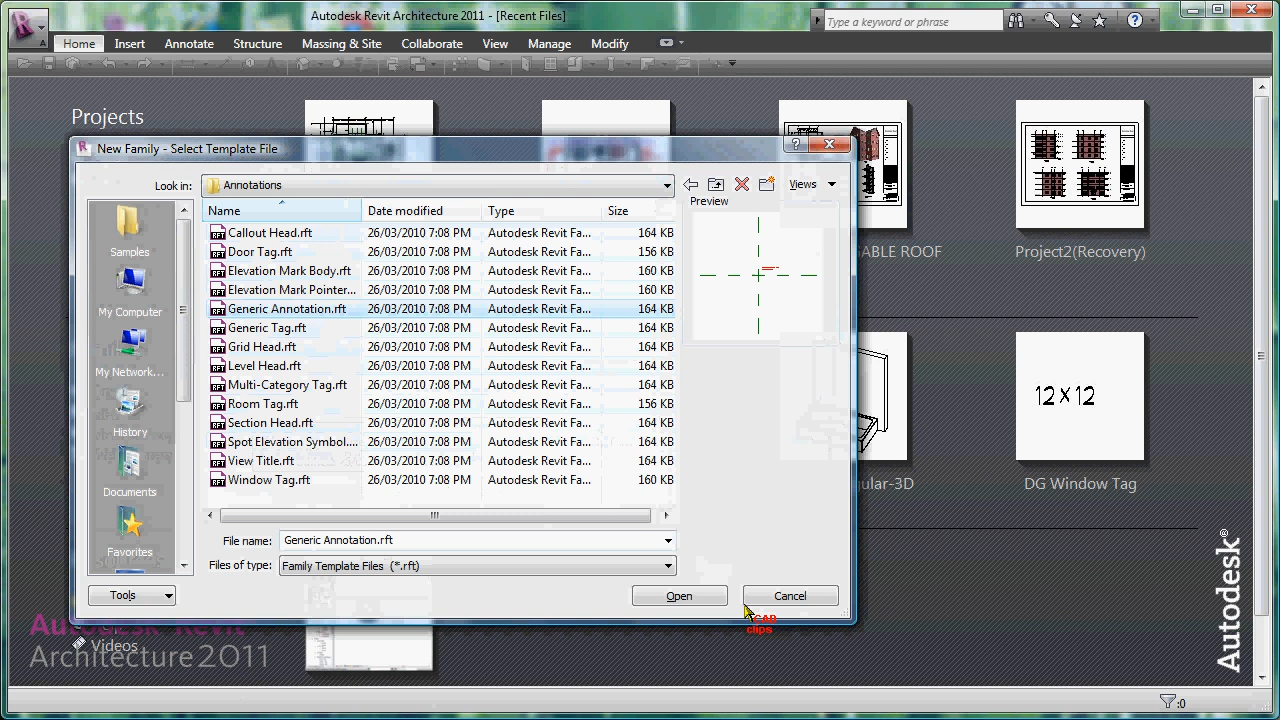 Autodesk Revit Architecture 2011 - [Recent Files]
Type a keyword or phrase
Home Insert Annotate Structure Massing & Site Collaborate View Manage Modify
Projects
New Family - Select Template File
Look in: Annotations
Views
Preview
Name Date modified Type Size
Callout Head.rft 26/03/2010 7:08 PM Autodesk Revit Fa... 164 KB
Door Tag.rft 26/03/2010 7:08 PM Autodesk Revit Fa... 156 KB
Elevation Mark Body.rft 26/03/2010 7:08 PM Autodesk Revit Fa... 160 KB
Elevation Mark Pointer... 26/03/2010 7:08 PM Autodesk Revit Fa... 160 KB
Generic Annotation.rft 26/03/2010 7:08 PM Autodesk Revit Fa... 164 KB
Generic Tag.rft 26/03/2010 7:08 PM Autodesk Revit Fa... 164 KB
Grid Head.rft 26/03/2010 7:08 PM Autodesk Revit Fa... 164 KB
Level Head.rft 26/03/2010 7:08 PM Autodesk Revit Fa... 164 KB
Multi-Category Tag.rft 26/03/2010 7:08 PM Autodesk Revit Fa... 164 KB
Room Tag.rft 26/03/2010 7:08 PM Autodesk Revit Fa... 156 KB
Section Head.rft 26/03/2010 7:08 PM Autodesk Revit Fa... 164 KB
Spot Elevation Symbol.... 26/03/2010 7:08 PM Autodesk Revit Fa... 164 KB
View Title.rft 26/03/2010 7:08 PM Autodesk Revit Fa... 164 KB
Window Tag.rft 26/03/2010 7:08 PM Autodesk Revit Fa... 160 KB
Samples
My Computer
My Network...
History
Documents
Favorites
File name: Generic Annotation.rft
Files of type: Family Template Files (*.rft)
Tools
Open
Cancel
clips
GABLE ROOF
Project2(Recovery)
12 x 12
gular-3D
DG Window Tag
Autodesk Revit
Architecture 2011
Videos
Autodesk®
:0